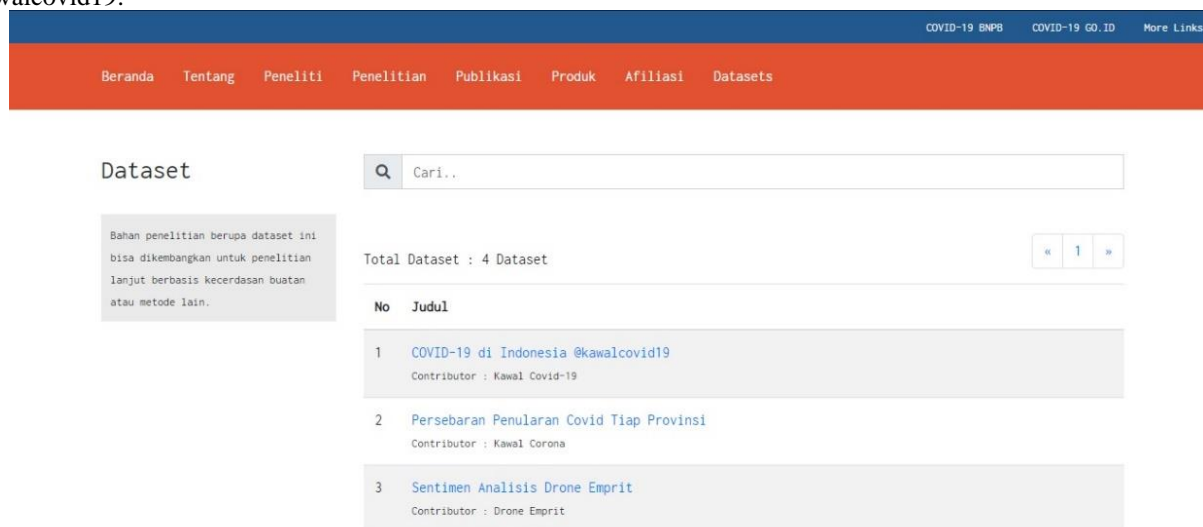 walcovid19.
COVID-19 BNPB COVID-19 GO.ID More Links
Beranda Tentang Peneliti Penelitian Publikasi Produk Afiliasi Datasets
Dataset
Cari..
Bahan penelitian berupa dataset ini
bisa dikembangkan untuk penelitian
lanjut berbasis kecerdasan buatan
atau metode lain.
Total Dataset : 4 Dataset
« 1 »
No Judul
1 COVID-19 di Indonesia @kawalcovid19
Contributor : Kawal Covid-19
2 Persebaran Penularan Covid Tiap Provinsi
Contributor : Kawal Corona
3 Sentimen Analisis Drone Emprit
Contributor : Drone Emprit